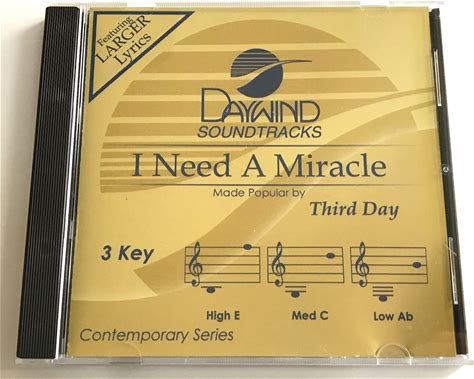 Featuring
LARGER
Lyrics
DAYWIND
SOUNDTRACKS
I Need A Miracle
Made Popular by
Third Day
3 Key
High E Med C Low Ab
Contemporary Series